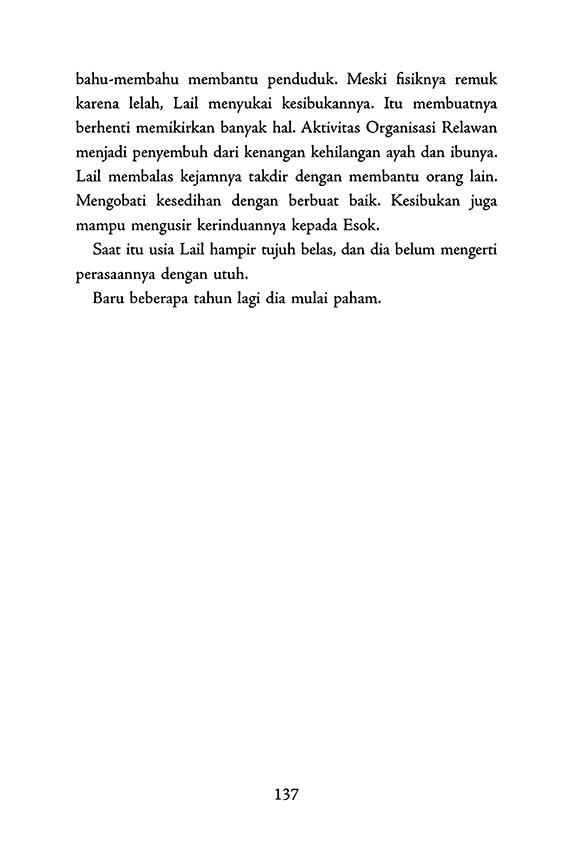 bahu-membahu membantu penduduk. Meski fisiknya remuk
karena lelah, Lail menyukai kesibukannya. Itu membuatnya
berhenti memikirkan banyak hal. Aktivitas Organisasi Relawan
menjadi penyembuh dari kenangan kehilangan ayah dan ibunya.
Lail membalas kejamnya takdir dengan membantu orang lain.
Mengobati kesedihan dengan berbuat baik. Kesibukan juga
mampu mengusir kerinduannya kepada Esok.
Saat itu usia Lail hampir tujuh belas, dan dia belum mengerti
perasaannya dengan utuh.
Baru beberapa tahun lagi dia mulai paham.
137